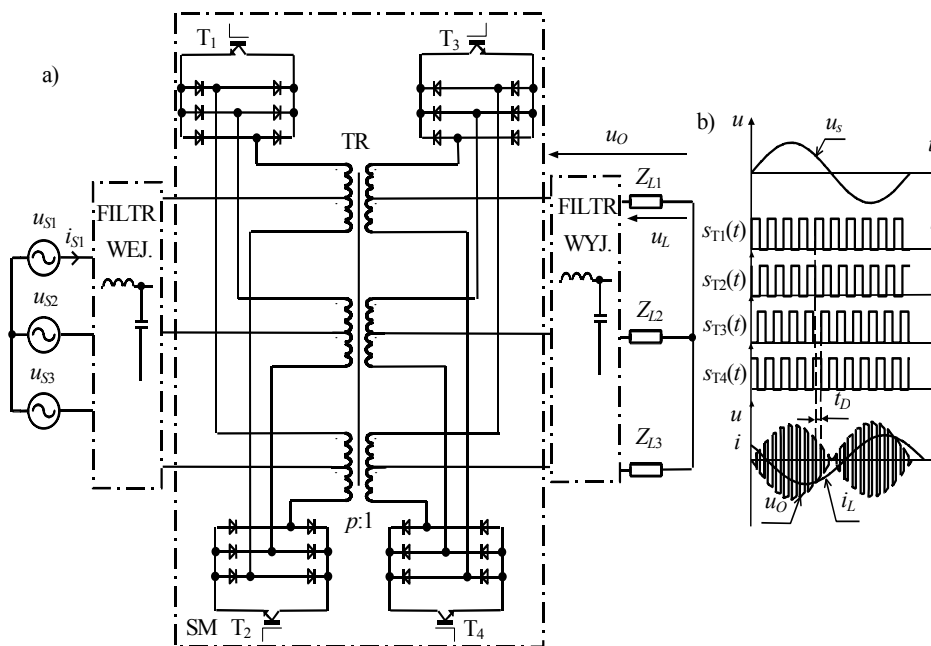 a)
T1
T3
TR
uO
ZL1
FILTR
WEJ.
FILTR
WYJ.
uL
uS1
iS1
uS2
uS3
ZL2
ZL3
p:1
SM
T2
T4
b)
u
us
t
sT1(t)
sT2(t)
sT3(t)
sT4(t)
tD
u
i
uO
iL